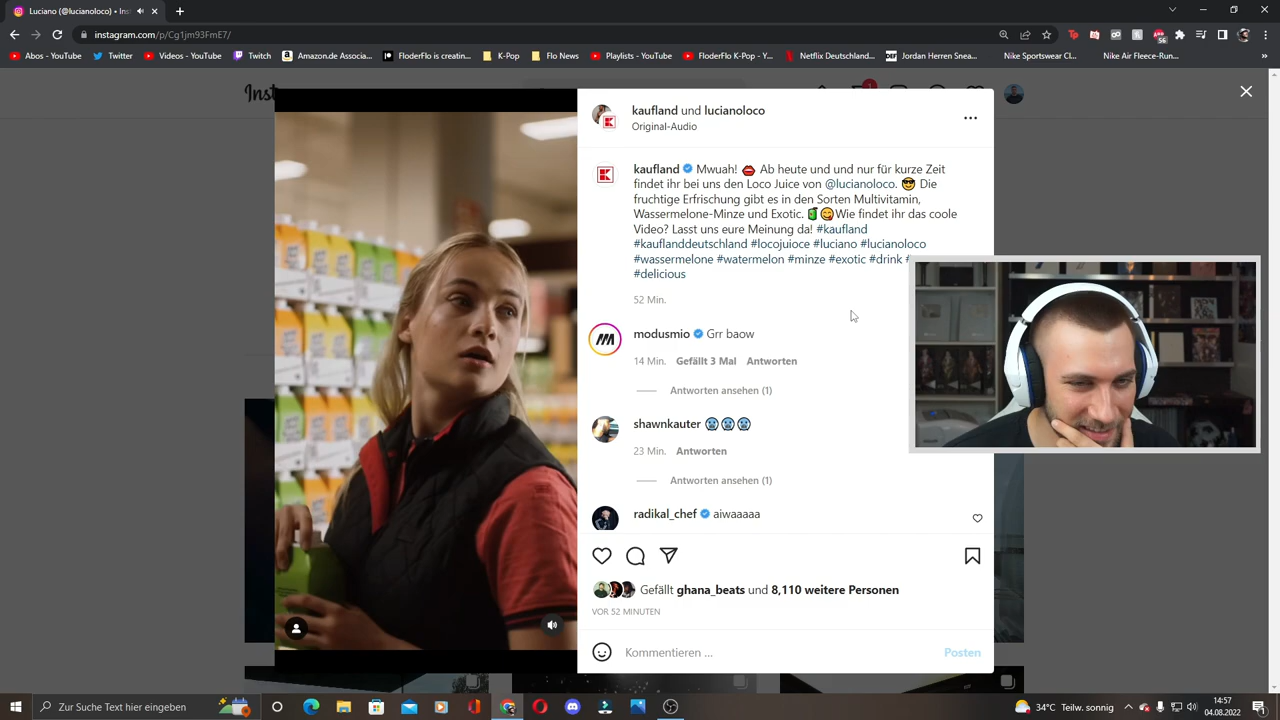 Luciano (@lucianoloco) • Inst
instagram.com/p/Cg1jm93FmE7/
Abos - YouTube
Twitter
Videos - YouTube
Twitch
Amazon.de Associa...
FloderFlo is creatin...
K-Pop
Flo News
Playlists - YouTube
FloderFlo K-Pop - Y...
Netflix Deutschlan...
Jordan Herren Snea...
Nike Sportswear Cl...
Nike Air Fleece-Run...
Inst
kaufland und lucianoloco
Original-Audio
kaufland Mwuah! 👄 Ab heute und und nur für kurze Zeit
findet ihr bei uns den Loco Juice von @lucianoloco. 😎 Die
fruchtige Erfrischung gibt es in den Sorten Multivitamin,
Wassermelone-Minze und Exotic. 🧃😋Wie findet ihr das coole
Video? Lasst uns eure Meinung da! #kaufland
#kauflanddeutschland #locojuioce #luciano #lucianoloco
#wassermelone #watermelon #minze #exotic #drink #
#delicious
52 Min.
modusmio Grr baow
14 Min. Gefällt 3 Mal Antworten
Antworten ansehen (1)
shawnkauter 🥶🥶🥶
23 Min. Antworten
Antworten ansehen (1)
radikal_chef aiwaaaaa
Gefällt ghana_beats und 8,110 weitere Personen
VOR 52 MINUTEN
Kommentieren ...
Posten
Zur Suche Text hier eingeben
34°C Teilw. sonnig
14:57
04.08.2022